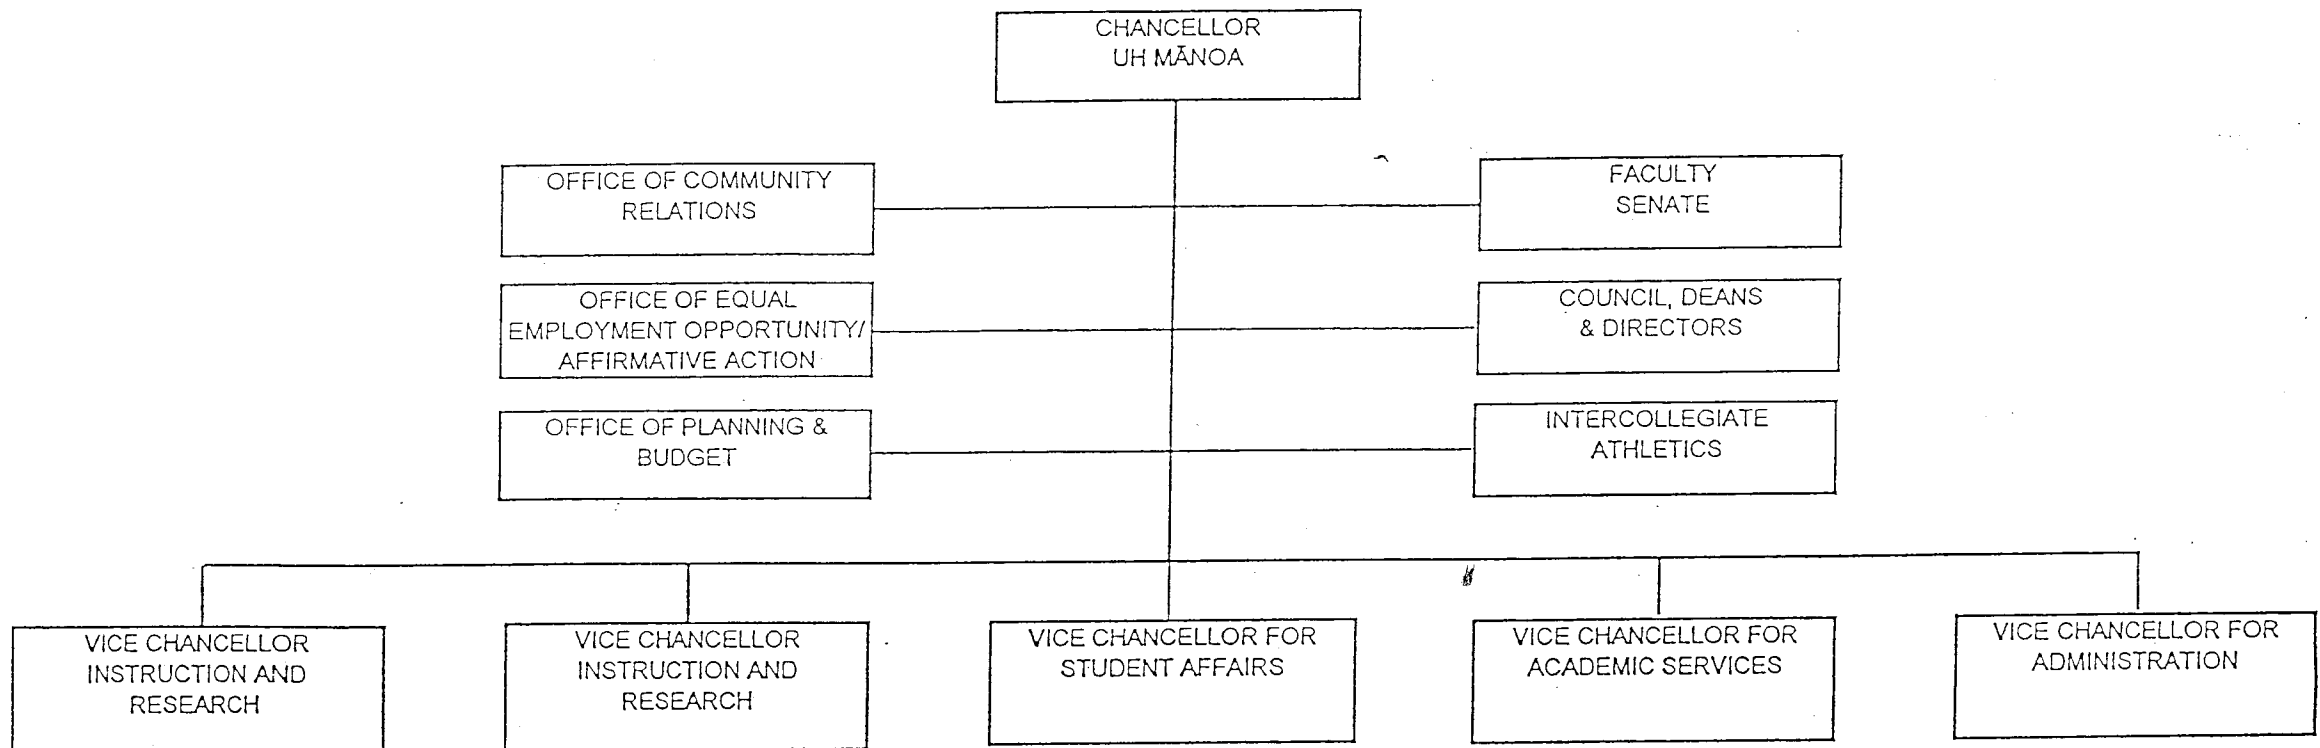 CHANCELLOR
UH MĀNOA
OFFICE OF COMMUNITY
RELATIONS
FACULTY
SENATE
OFFICE OF EQUAL
EMPLOYMENT OPPORTUNITY/
AFFIRMATIVE ACTION
COUNCIL, DEANS
& DIRECTORS
OFFICE OF PLANNING &
BUDGET
INTERCOLLEGIATE
ATHLETICS
VICE CHANCELLOR
INSTRUCTION AND
RESEARCH
VICE CHANCELLOR
INSTRUCTION AND
RESEARCH
VICE CHANCELLOR FOR
STUDENT AFFAIRS
VICE CHANCELLOR FOR
ACADEMIC SERVICES
VICE CHANCELLOR FOR
ADMINISTRATION